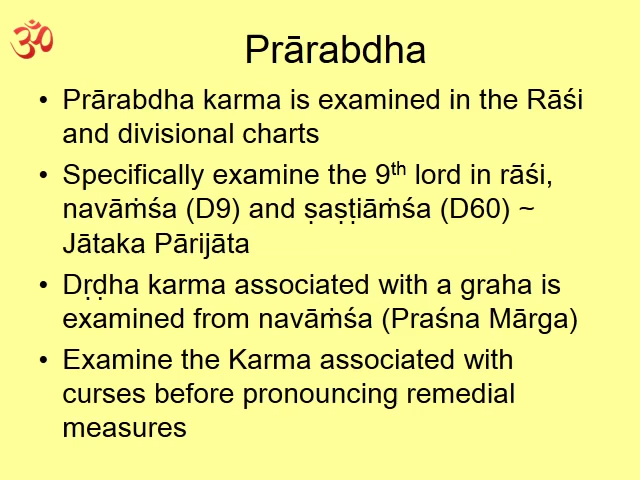 ॐ
Prārabdha
• Prārabdha karma is examined in the Rāśi
and divisional charts
• Specifically examine the 9th lord in rāśi,
navāṁśa (D9) and ṣaṣṭiāṁśa (D60) ~
Jātaka Pārijāta
• Dṛḍha karma associated with a graha is
examined from navāṁśa (Praśna Mārga)
• Examine the Karma associated with
curses before pronouncing remedial
measures